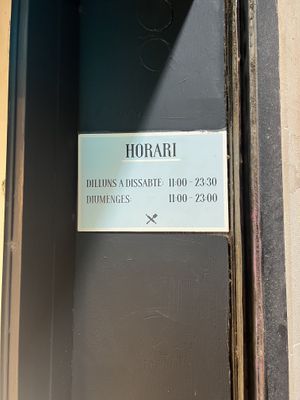 HORARI
DILLUNS A DISSABTE: 11:00 - 23:30
DIUMENGES: 11:00 - 23:00